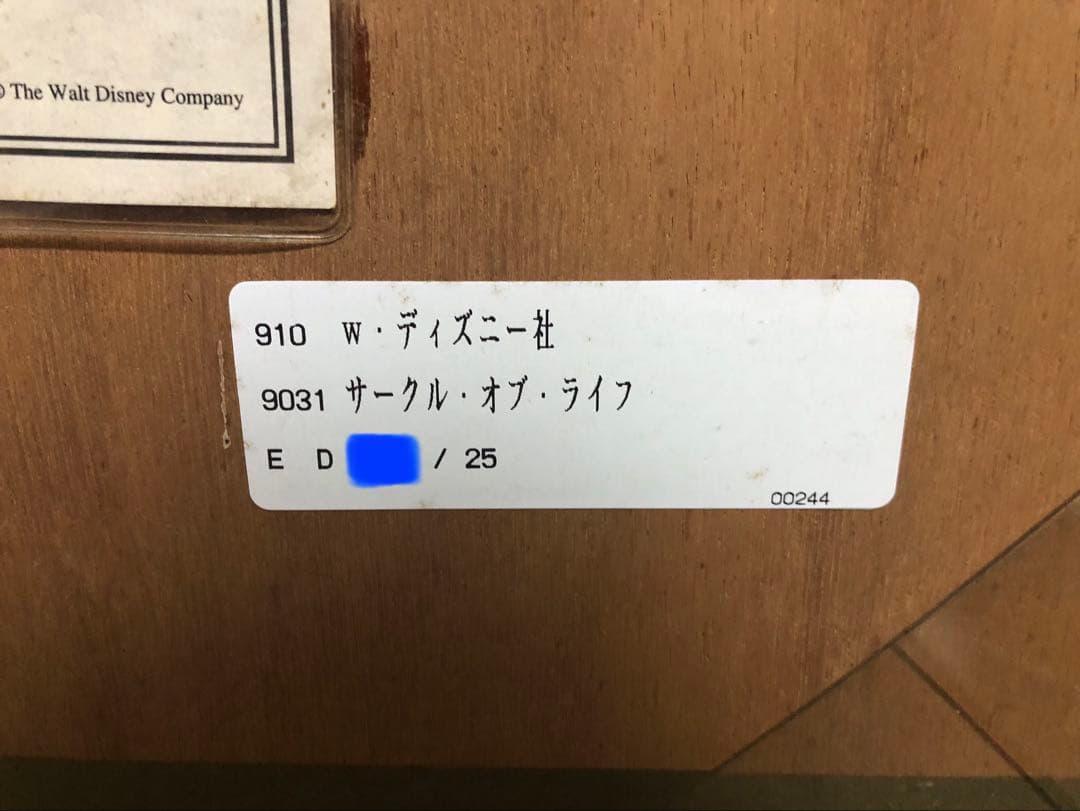 © The Walt Disney Company
910 W・ディズニー社
9031 サークル・オブ・ライフ
E D / 25
00244